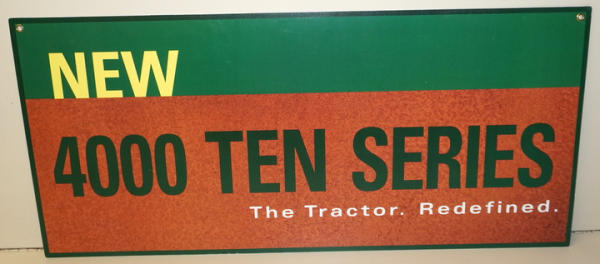 NEW
4000 TEN SERIES
The Tractor. Redefined.